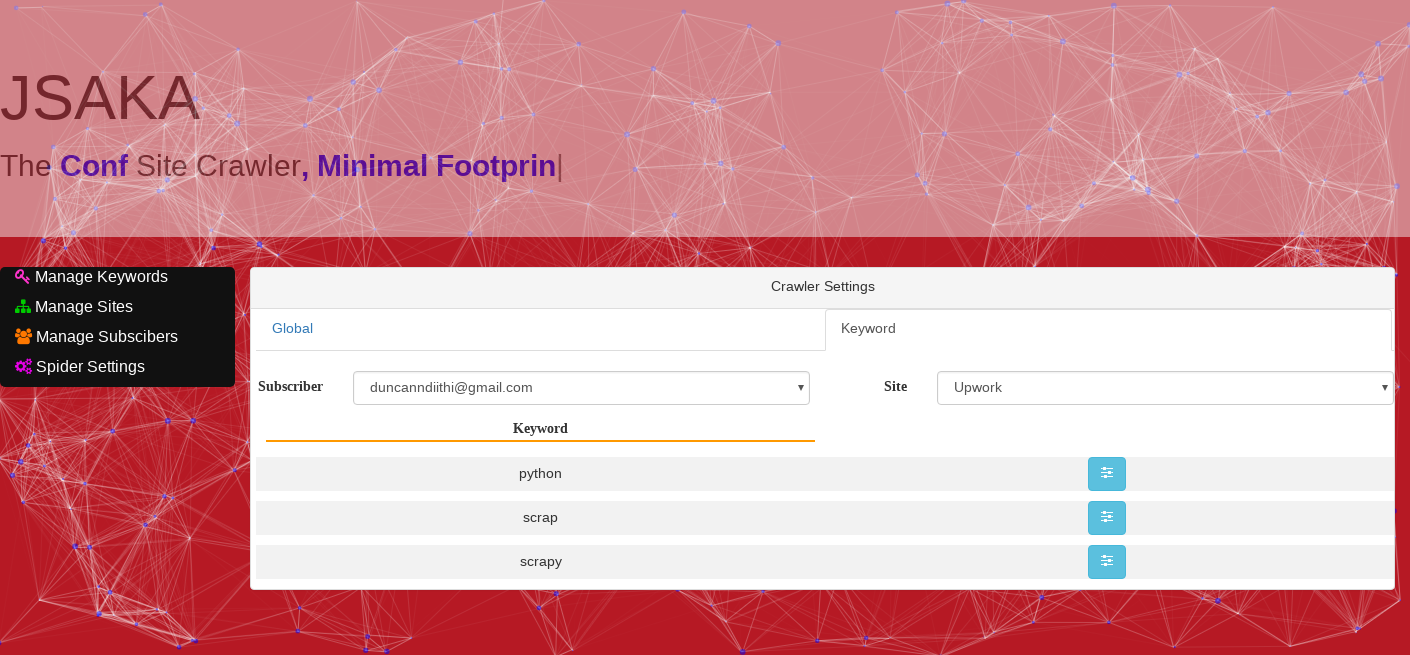 JSAKA
The Conf Site Crawler, Minimal Footprin|
Manage Keywords
Manage Sites
Manage Subscibers
Spider Settings
Crawler Settings
Global
Keyword
Subscriber
duncanndiithi@gmail.com
Site
Upwork
Keyword
python
scrap
scrapy